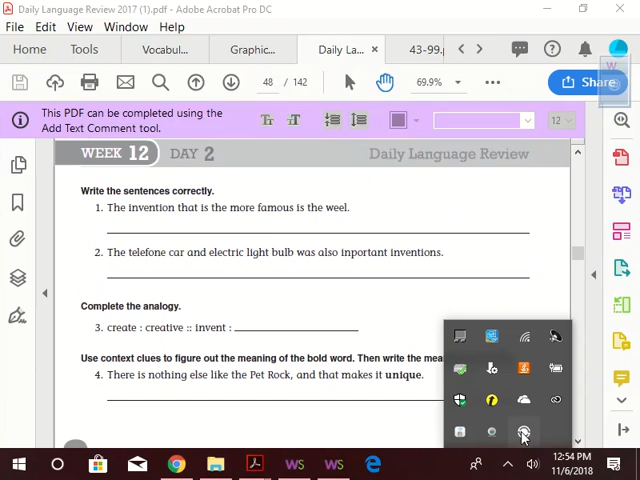 Daily Language Review 2017 (1).pdf - Adobe Acrobat Pro DC
File Edit View Window Help
Home Tools Vocabul... Graphic... Daily La... 43-99.p
48 / 142 69.9% Share
This PDF can be completed using the
Add Text Comment tool.
12
WEEK 12 DAY 2 Daily Language Review
Write the sentences correctly.
1. The invention that is the more famous is the weel.
2. The telefone car and electric light bulb was also inportant inventions.
Complete the analogy.
3. create : creative :: invent :
Use context clues to figure out the meaning of the bold word. Then write the mea
4. There is nothing else like the Pet Rock, and that makes it unique.
12:54 PM
11/6/2018